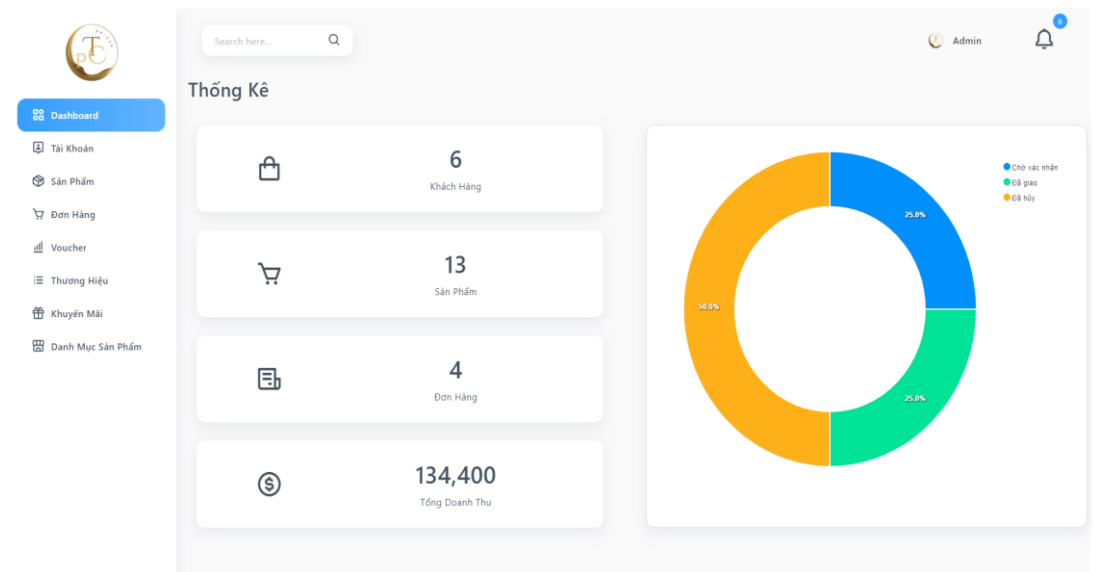 TPC
Dashboard
Tài Khoản
Sản Phẩm
Đơn Hàng
Voucher
Thương Hiệu
Khuyến Mãi
Danh Mục Sản Phẩm
Search here...
Admin
6
Thống Kê
6
Khách Hàng
13
Sản Phẩm
4
Đơn Hàng
134,400
Tổng Doanh Thu
25.0%
50.0%
25.0%
Chờ xác nhận
Đã giao
Đã hủy